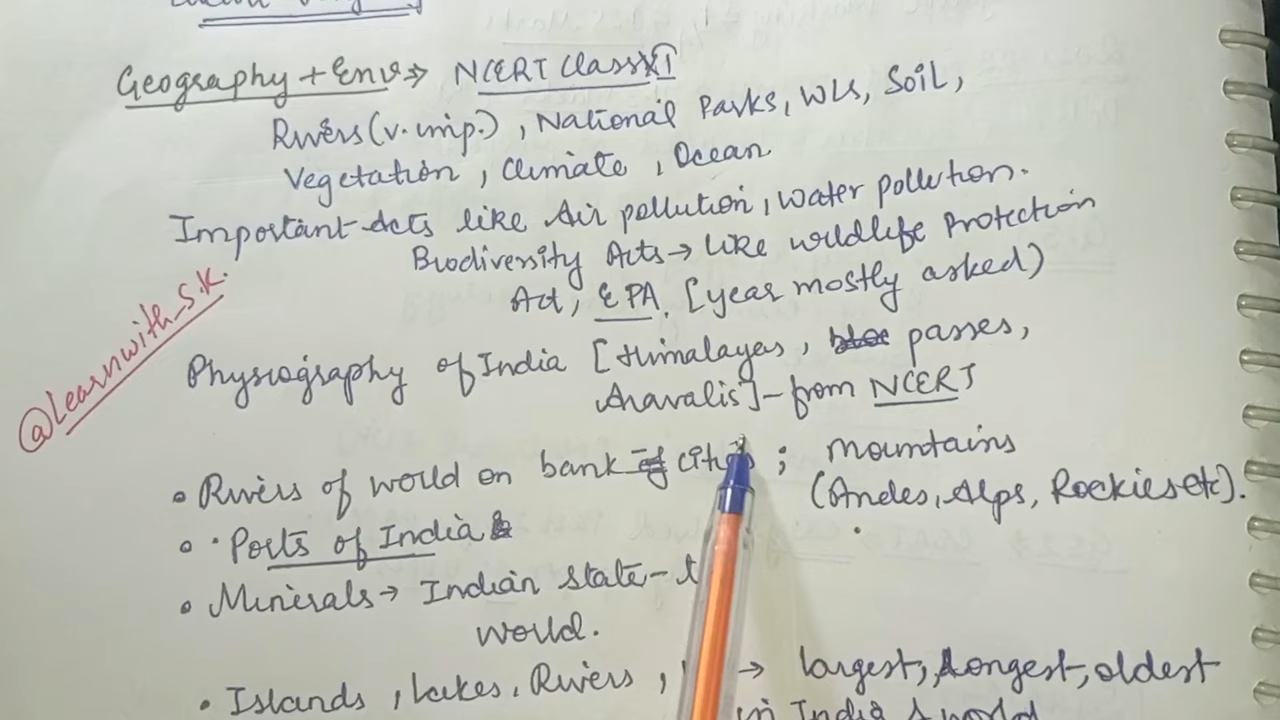 Geography + Env ⇒ NCERT Class XI
Rivers (v. imp.), National Parks, WLS, Soil,
Vegetation, Climate, Ocean
Important Acts like Air pollution, Water pollution.
Biodiversity Acts → like wildlife Protection
Act, EPA. [year mostly asked)
@Learnwith_S.K.
Physiography of India [Himalayas, passes,
Aravalis] - from NCERT
• Rivers of world on bank ; Mountains
(Andes, Alps, Rockies etc).
• Ports of India
• Minerals → Indian state -
World.
• Islands, Lakes, Rivers, → largest, longest, oldest
in India & world